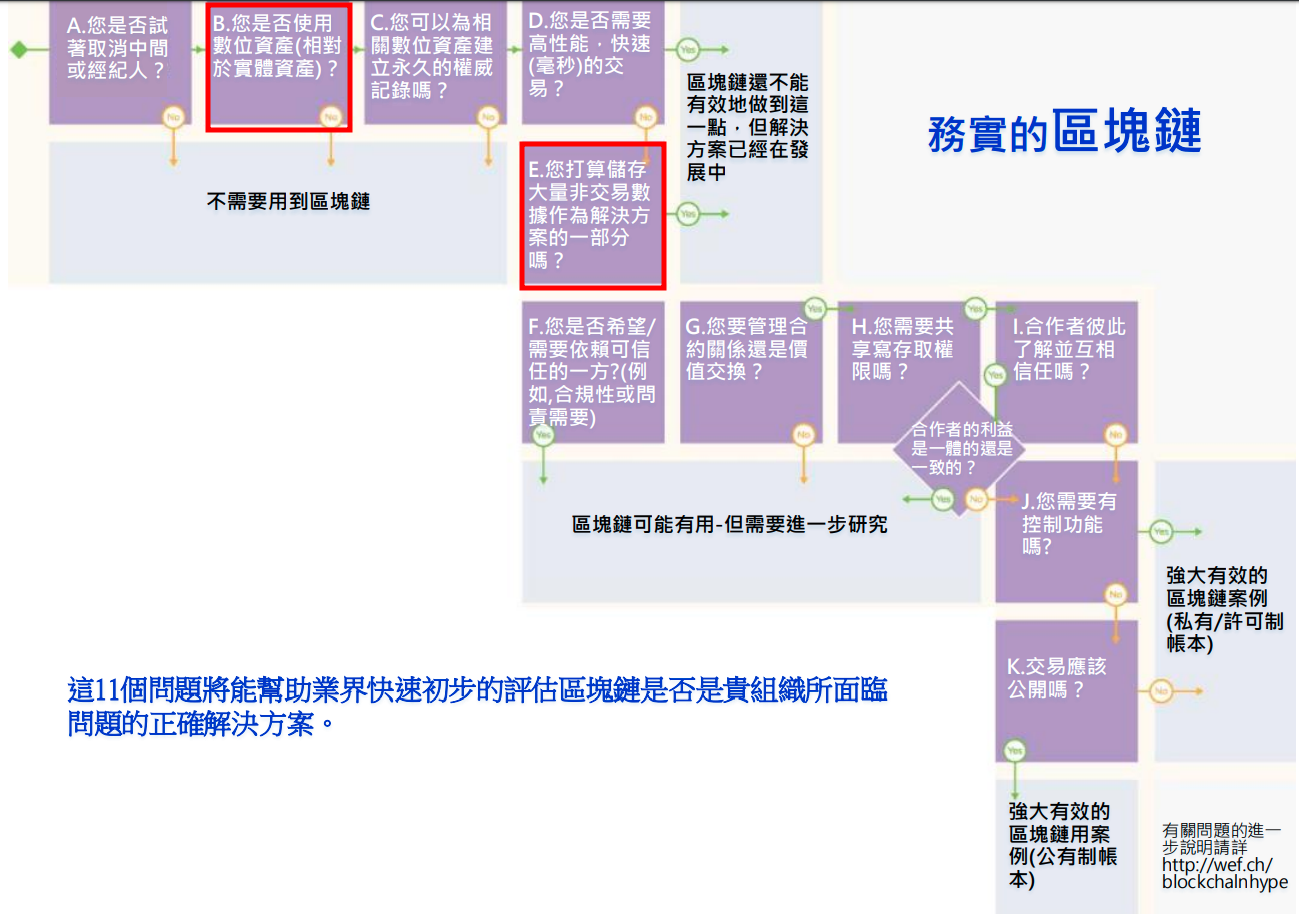 A.您是否試
著取消中間
或經紀人？
No
B.您是否使用
數位資產(相對
於實體資產)？
No
C.您可以為相
關數位資產建
立永久的權威
記錄嗎？
No
D.您是否需要
高性能，快速
(毫秒)的交
易？
Yes
No
區塊鏈還不能
有效地做到這
一點，但解決
方案已經在發
展中
務實的區塊鏈
不需要用到區塊鏈
E.您打算儲存
大量非交易數
據作為解決方
案的一部分
嗎？
Yes
F.您是否希望/
需要依賴可信
任的一方?(例
如,合規性或問
責需要)
Yes
G.您要管理合
約關係還是價
值交換？
Yes
No
H.您需要共
享寫存取權
限嗎？
Yes
I.合作者彼此
了解並互相
信任嗎？
Yes
No
合作者的利益
是一體的還是
一致的？
Yes
No
區塊鏈可能有用-但需要進一步研究
J.您需要有
控制功能
嗎?
Yes
No
強大有效的
區塊鏈案例
(私有/許可制
帳本)
K.交易應該
公開嗎？
No
Yes
這11個問題將能幫助業界快速初步的評估區塊鏈是否是貴組織所面臨
問題的正確解決方案。
強大有效的
區塊鏈用案
例(公有制帳
本)
有關問題的進一
步說明請詳
http://wef.ch/
blockchalnhype